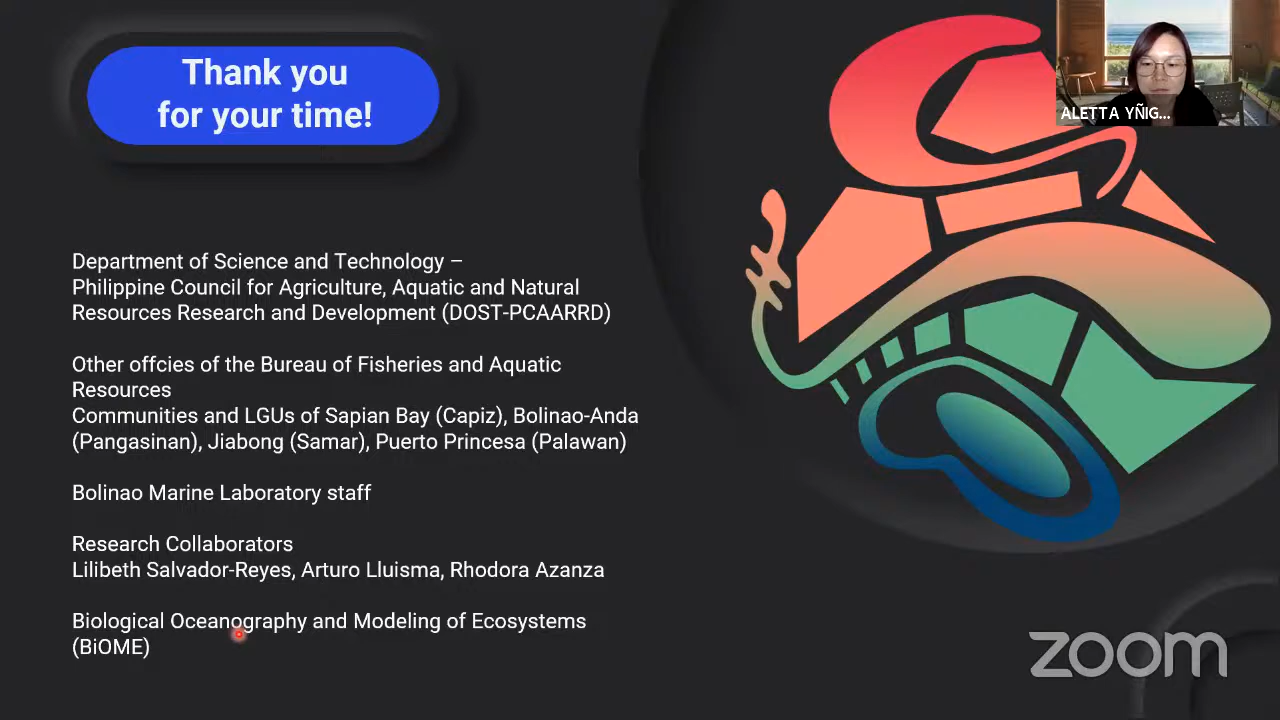 Thank you
for your time!
ALETTA YÑIG...
Department of Science and Technology –
Philippine Council for Agriculture, Aquatic and Natural
Resources Research and Development (DOST-PCAARRD)
Other offcies of the Bureau of Fisheries and Aquatic
Resources
Communities and LGUs of Sapian Bay (Capiz), Bolinao-Anda
(Pangasinan), Jiabong (Samar), Puerto Princesa (Palawan)
Bolinao Marine Laboratory staff
Research Collaborators
Lilibeth Salvador-Reyes, Arturo Lluisma, Rhodora Azanza
Biological Oceanography and Modeling of Ecosystems
(BiOME)
zoom